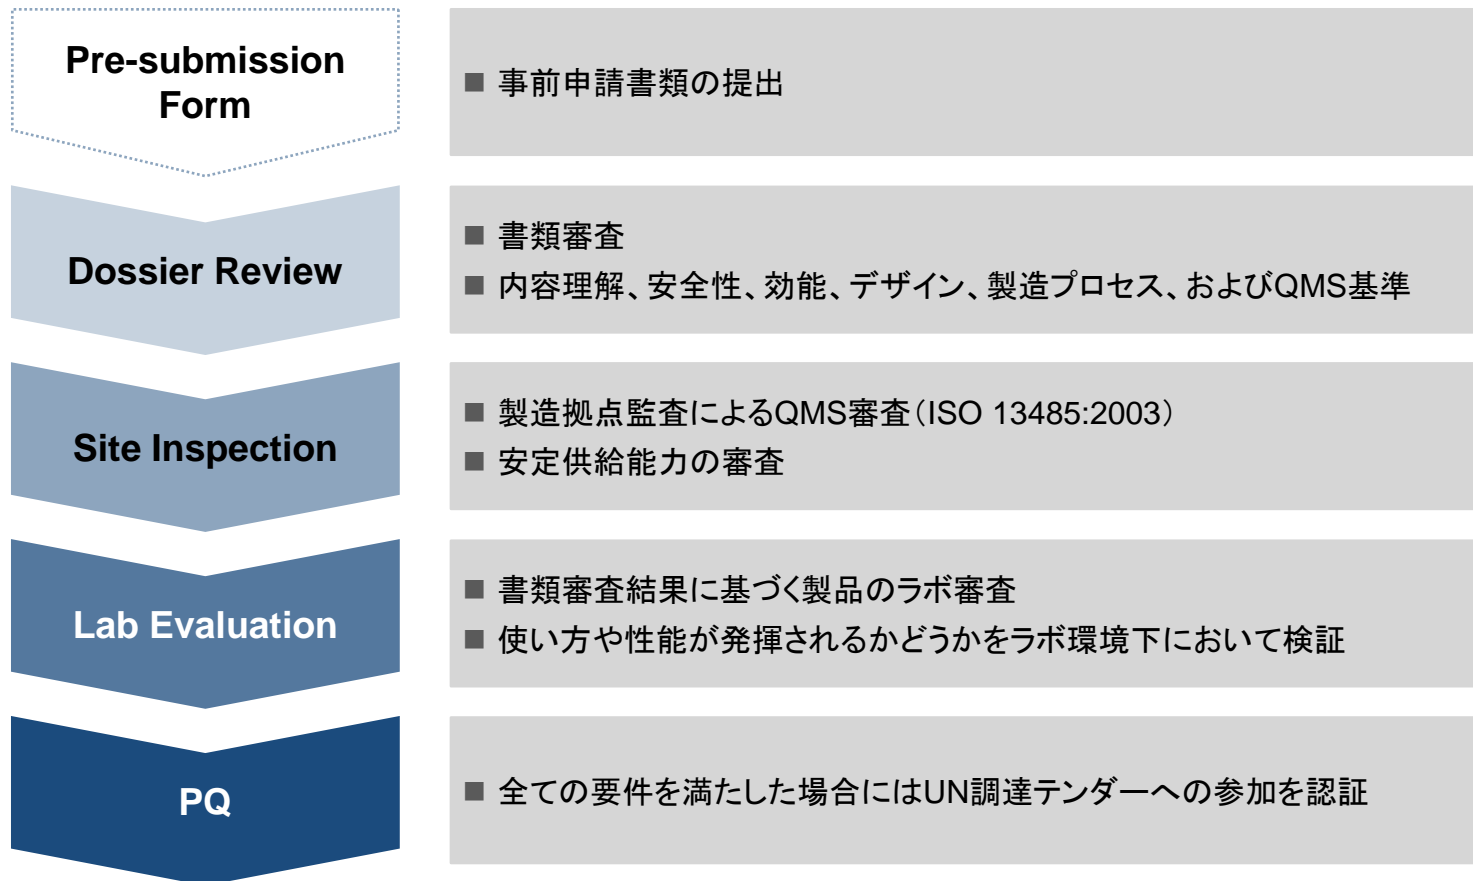 Pre-submission
Form
■ 事前申請書類の提出
Dossier Review
■ 書類審査
■ 内容理解、安全性、効能、デザイン、製造プロセス、およびQMS基準
Site Inspection
■ 製造拠点監査によるQMS審査（ISO 13485:2003）
■ 安定供給能力の審査
Lab Evaluation
■ 書類審査結果に基づく製品のラボ審査
■ 使い方や性能が発揮されるかどうかをラボ環境下において検証
PQ
■ 全ての要件を満たした場合にはUN調達テンダーへの参加を認証